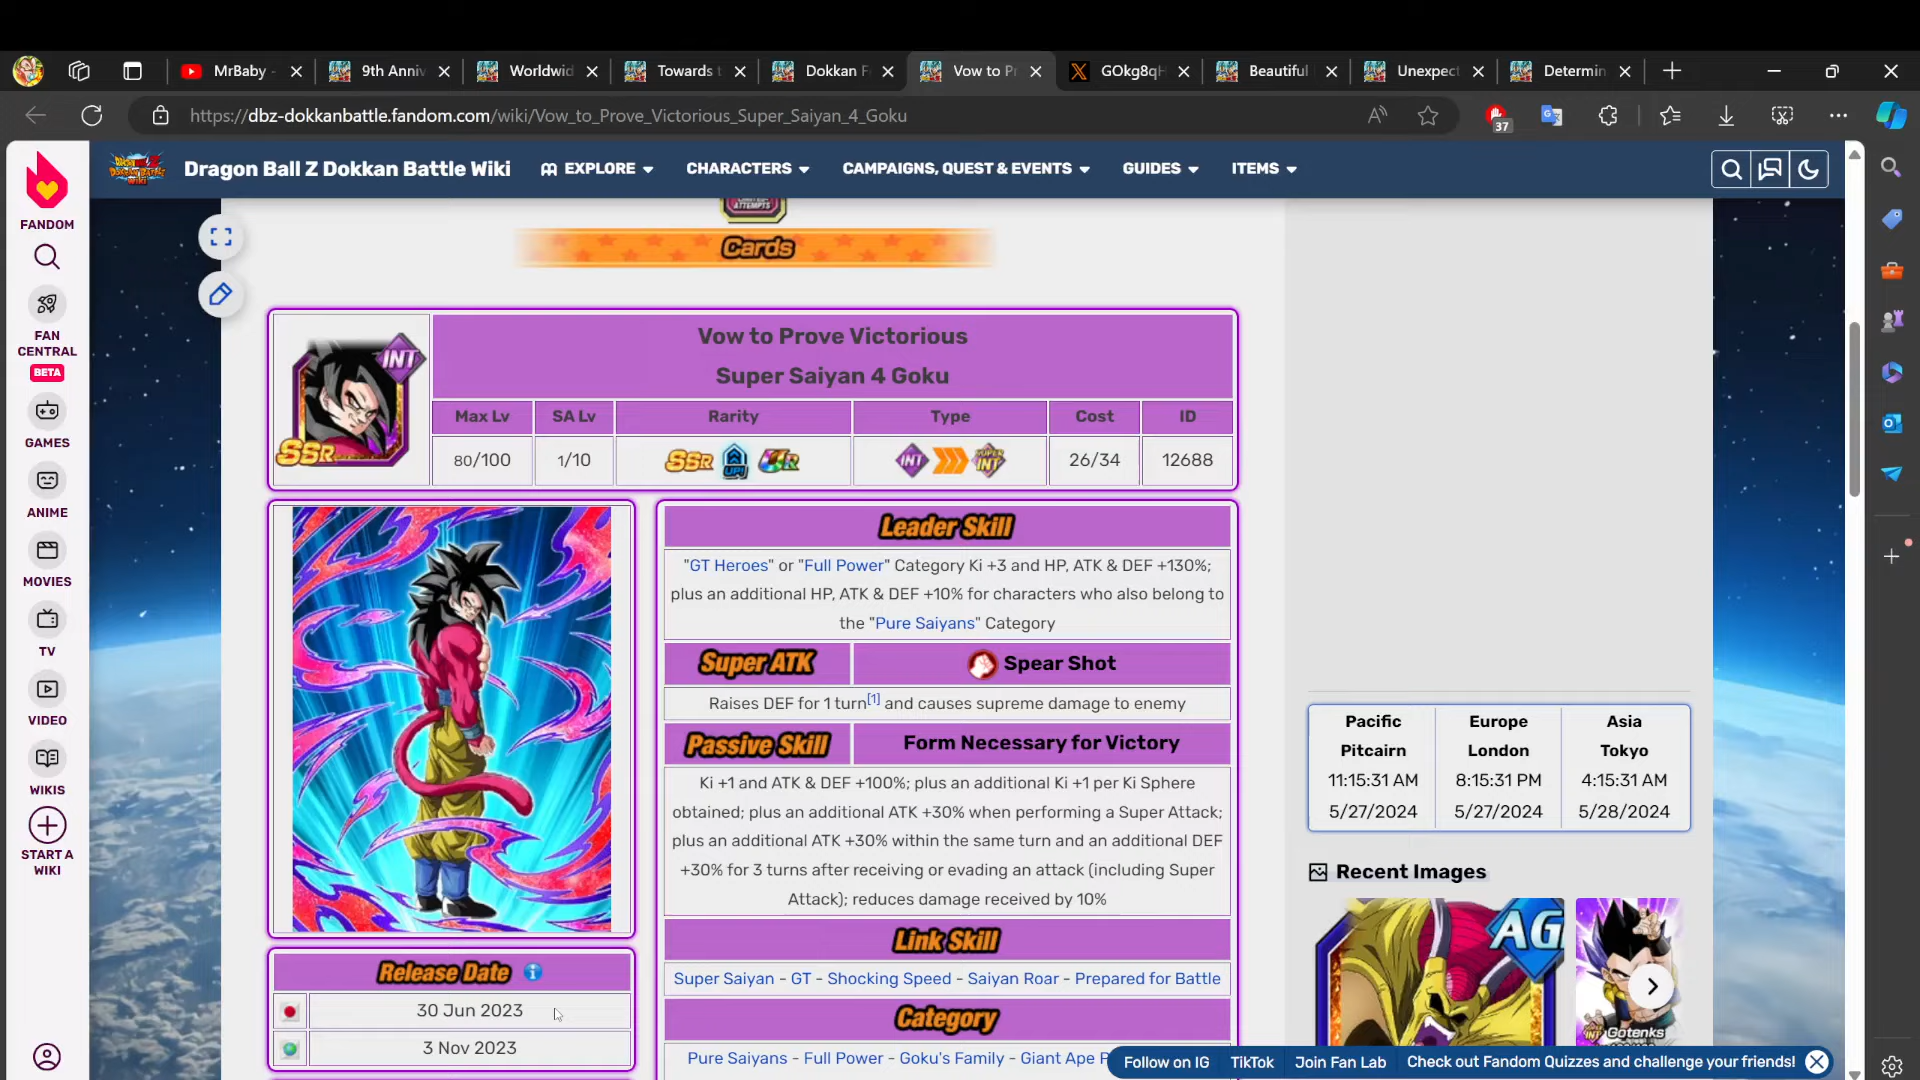 MrBaby -
9th Anniv
Worldwid
Towards t
Dokkan F
Vow to Pr
GOkg8qH
Beautiful
Unexpect
Determin
https://dbz-dokkanbattle.fandom.com/wiki/Vow_to_Prove_Victorious_Super_Saiyan_4_Goku
37
FANDOM
FAN
CENTRAL
BETA
GAMES
ANIME
MOVIES
TV
VIDEO
WIKIS
START A
WIKI
Dragon Ball Z Dokkan Battle Wiki
EXPLORE
CHARACTERS
CAMPAIGNS, QUEST & EVENTS
GUIDES
ITEMS
ATTEMPTS
Cards
INT
SSR
Vow to Prove Victorious
Super Saiyan 4 Goku
Max Lv SA Lv Rarity Type Cost ID
80/100 1/10 SSR UP! UR INT SUPER INT 26/34 12688
Leader Skill
"GT Heroes" or "Full Power" Category Ki +3 and HP, ATK & DEF +130%;
plus an additional HP, ATK & DEF +10% for characters who also belong to
the "Pure Saiyans" Category
Super ATK Spear Shot
Raises DEF for 1 turn[1] and causes supreme damage to enemy
Passive Skill Form Necessary for Victory
Ki +1 and ATK & DEF +100%; plus an additional Ki +1 per Ki Sphere
obtained; plus an additional ATK +30% when performing a Super Attack;
plus an additional ATK +30% within the same turn and an additional DEF
+30% for 3 turns after receiving or evading an attack (including Super
Attack); reduces damage received by 10%
Link Skill
Super Saiyan - GT - Shocking Speed - Saiyan Roar - Prepared for Battle
Category
Pure Saiyans - Full Power - Goku's Family - Giant Ape P
Release Date
30 Jun 2023
3 Nov 2023
Pacific Europe Asia
Pitcairn London Tokyo
11:15:31 AM 8:15:31 PM 4:15:31 AM
5/27/2024 5/27/2024 5/28/2024
Recent Images
AG
Gotenks
Follow on IG TikTok Join Fan Lab Check out Fandom Quizzes and challenge your friends!